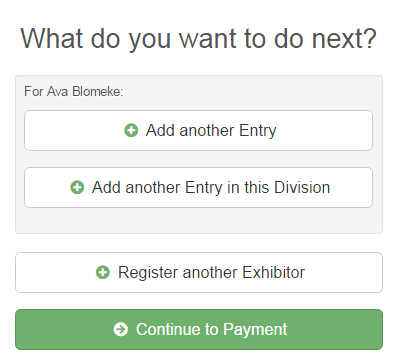 What do you want to do next?
For Ava Blomeke:
Add another Entry
Add another Entry in this Division
Register another Exhibitor
Continue to Payment